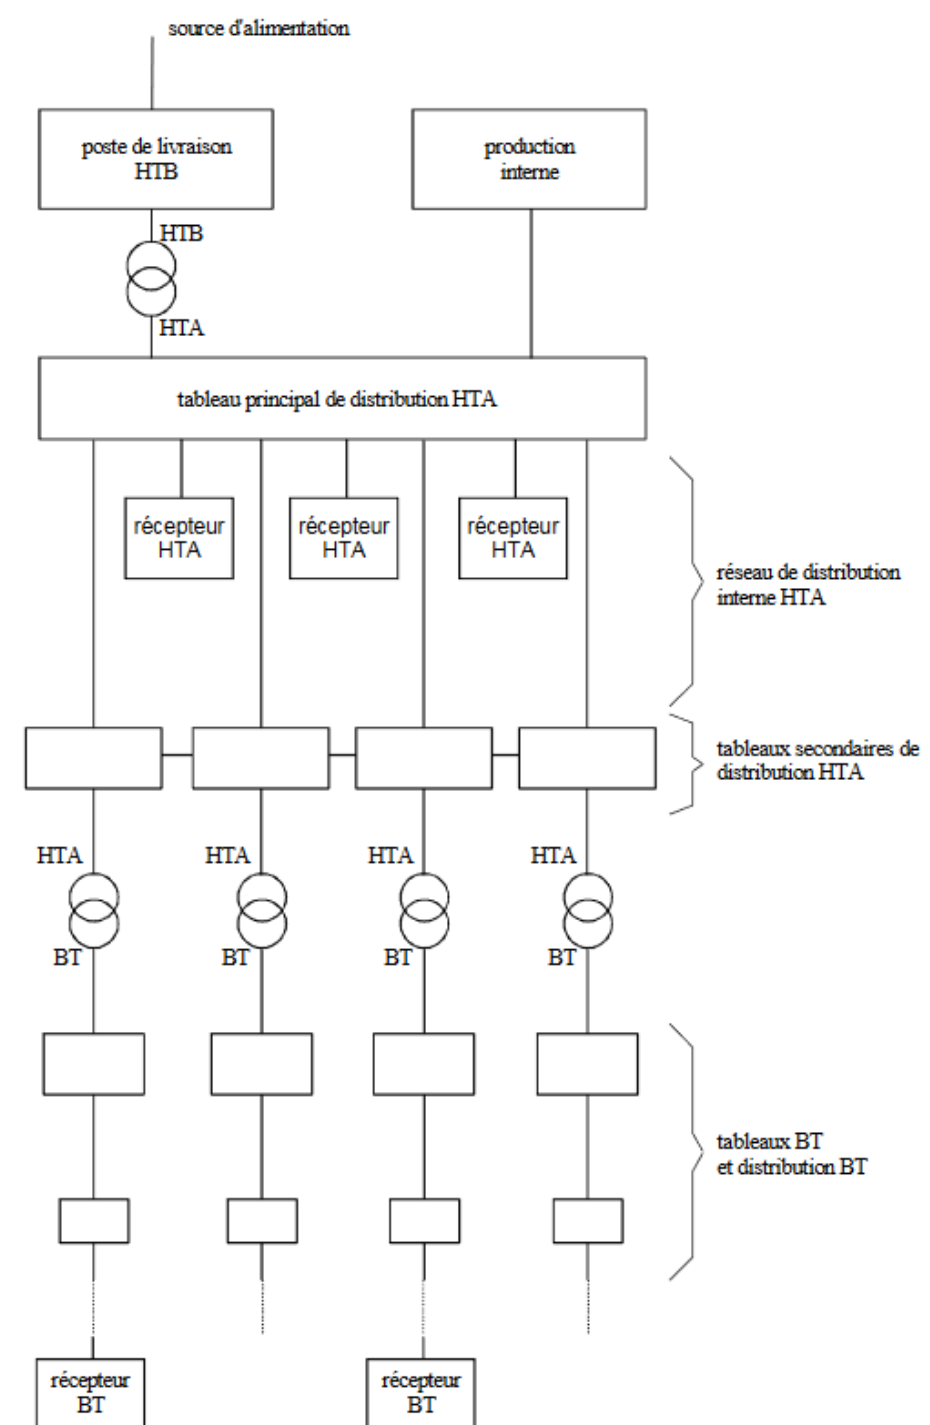 source d'alimentation
poste de livraison
HTB
production
interne
HTB
HTA
tableau principal de distribution HTA
récepteur
HTA
récepteur
HTA
récepteur
HTA
réseau de distribution
interne HTA
tableaux secondaires de
distribution HTA
HTA
HTA
HTA
HTA
BT
BT
BT
BT
tableaux BT
et distribution BT
récepteur
BT
récepteur
BT